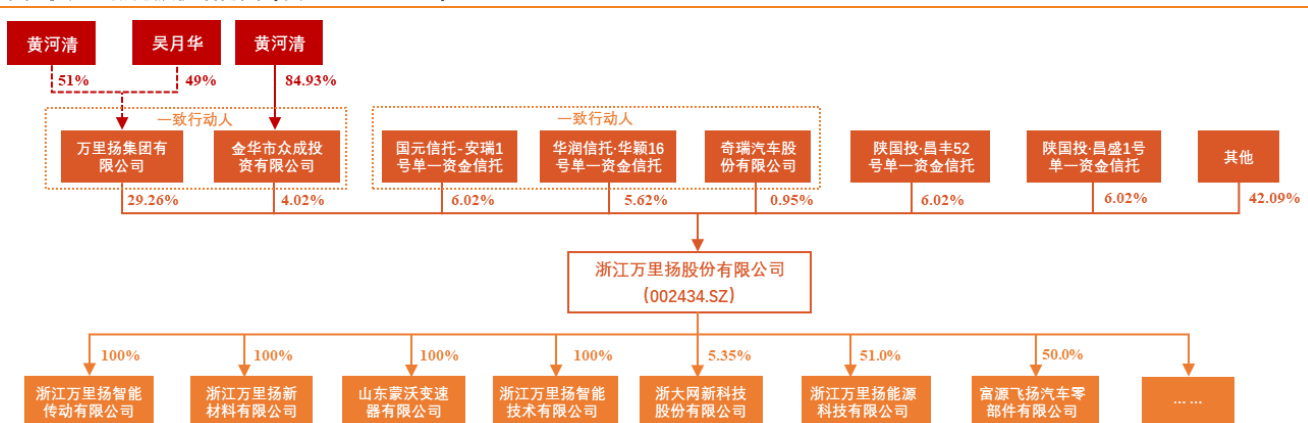 黄河清
吴月华
黄河清
51%
49%
84.93%
一致行动人
一致行动人
万里扬集团有
限公司
金华市众成投
资有限公司
国元信托-安瑞1
号单一资金信托
华润信托·华颖16
号单一资金信托
奇瑞汽车股
份有限公司
陕国投·昌丰52
号单一资金信托
陕国投·昌盛1号
单一资金信托
其他
29.26%
4.02%
6.02%
5.62%
0.95%
6.02%
6.02%
42.09%
浙江万里扬股份有限公司
(002434.SZ)
100%
100%
100%
100%
5.35%
51.0%
50.0%
浙江万里扬智能
传动有限公司
浙江万里扬新
材料有限公司
山东蒙沃变速
器有限公司
浙江万里扬智能
技术有限公司
浙大网新科技
股份有限公司
浙江万里扬能源
科技有限公司
富源飞扬汽车零
部件有限公司
……